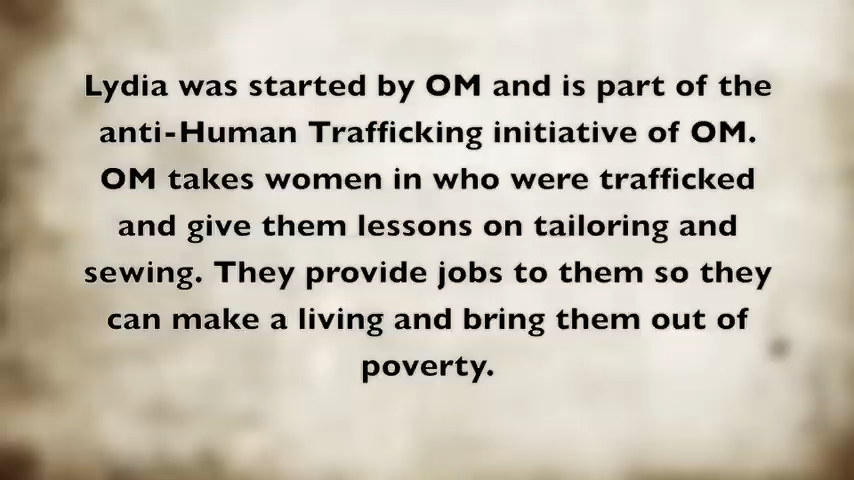 Lydia was started by OM and is part of the
anti-Human Trafficking initiative of OM.
OM takes women in who were trafficked
and give them lessons on tailoring and
sewing. They provide jobs to them so they
can make a living and bring them out of
poverty.